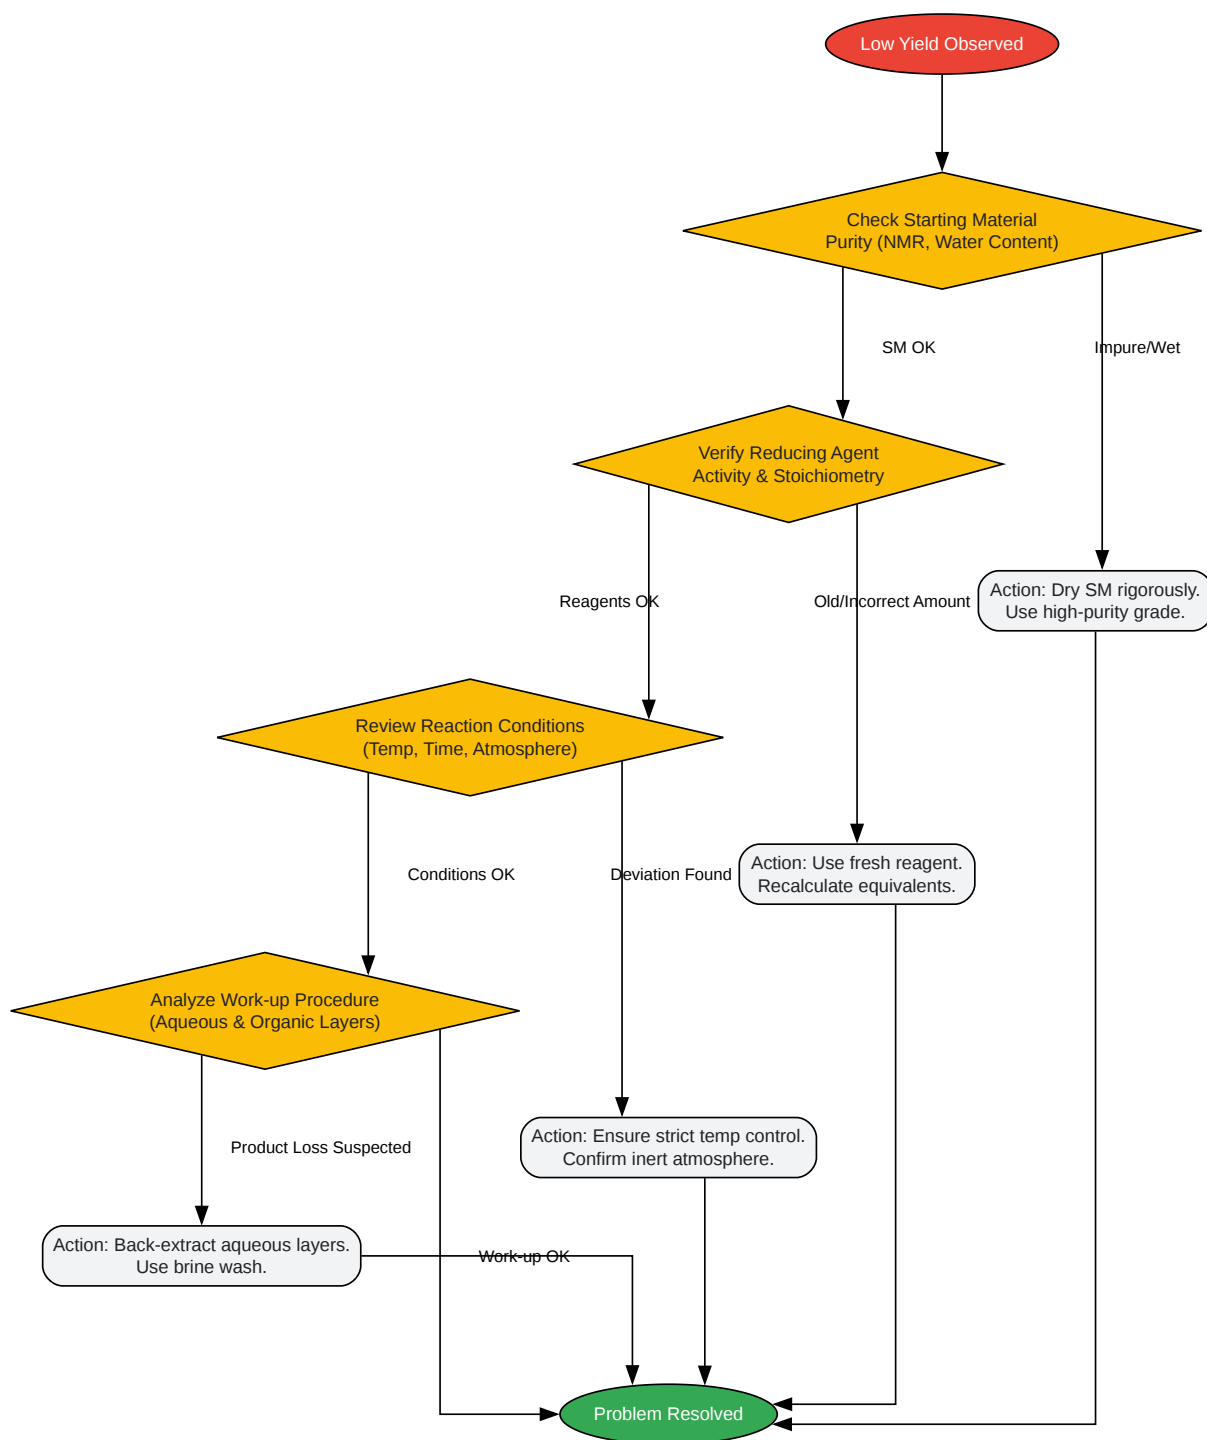 Low Yield Observed
Check Starting Material
Purity (NMR, Water Content)
SM OK
Impure/Wet
Verify Reducing Agent
Activity & Stoichiometry
Reagents OK
Old/Incorrect Amount
Action: Dry SM rigorously.
Use high-purity grade.
Review Reaction Conditions
(Temp, Time, Atmosphere)
Conditions OK
Deviation Found
Action: Use fresh reagent.
Recalculate equivalents.
Analyze Work-up Procedure
(Aqueous & Organic Layers)
Product Loss Suspected
Action: Ensure strict temp control.
Confirm inert atmosphere.
Action: Back-extract aqueous layers.
Use brine wash.
Work-up OK
Problem Resolved